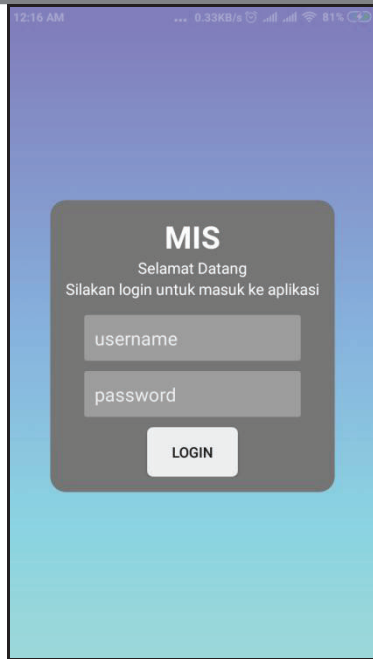 12:16 AM ... 0.33KB/s 81%
MIS
Selamat Datang
Silakan login untuk masuk ke aplikasi
username
password
LOGIN